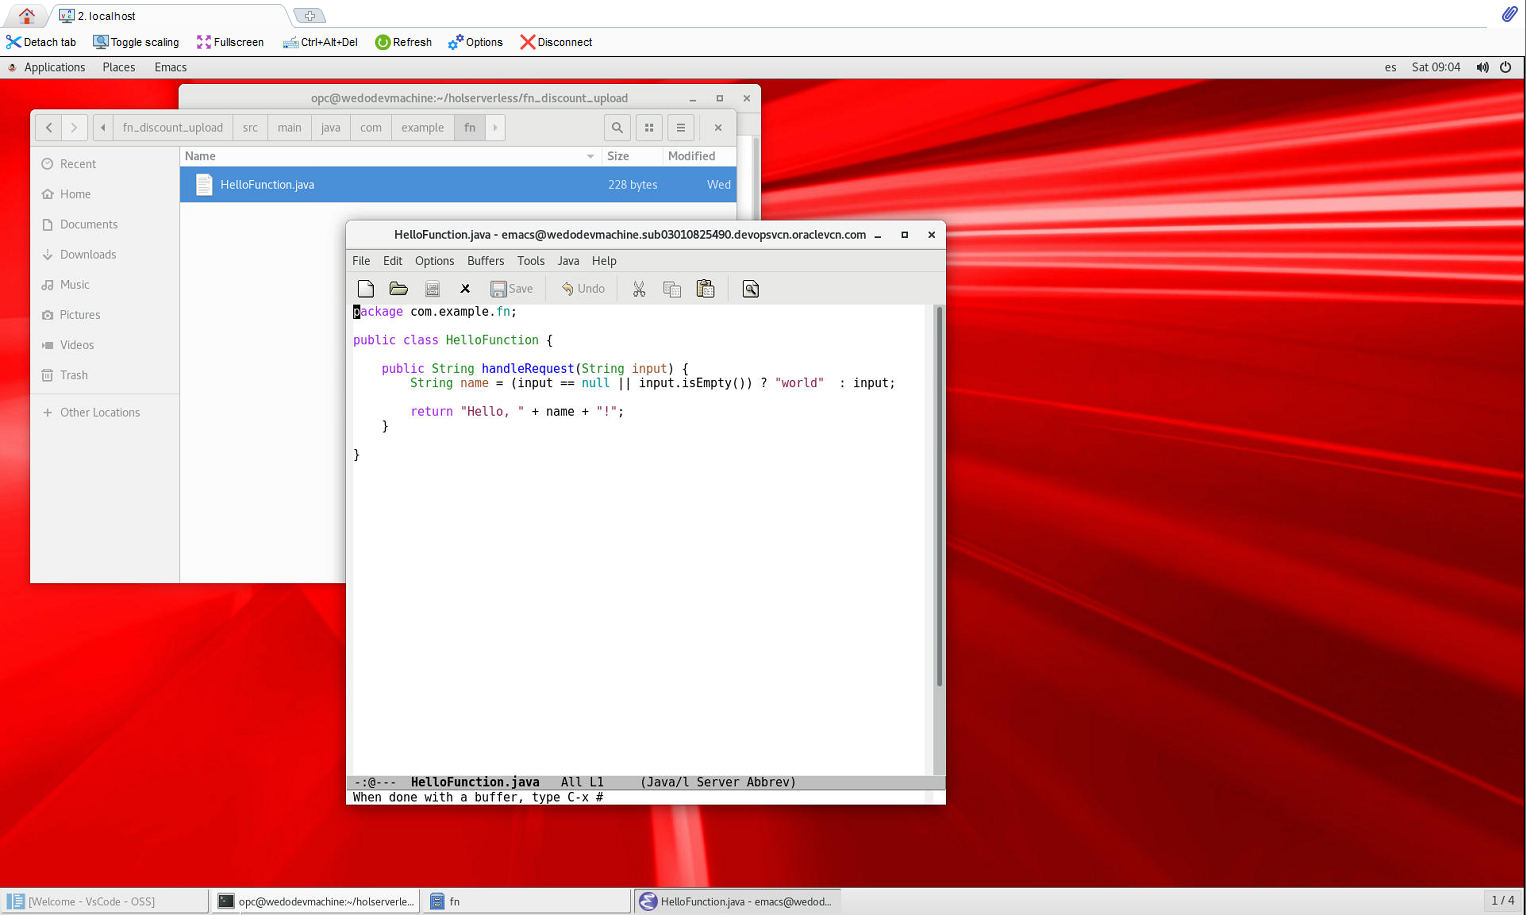 2. localhost
Detach tab Toggle scaling Fullscreen Ctrl+Alt+Del Refresh Options Disconnect
Applications Places Emacs es Sat 09:04
opc@wedodevmachine:~/holserverless/fn_discount_upload
fn_discount_upload src main java com example fn
Name Size Modified
HelloFunction.java 228 bytes Wed
Recent
Home
Documents
Downloads
Music
Pictures
Videos
Trash
Other Locations
HelloFunction.java - emacs@wedodevmachine.sub03010825490.devopsvcn.oraclevcn.com
File Edit Options Buffers Tools Java Help
Save Undo
package com.example.fn;
public class HelloFunction {
    public String handleRequest(String input) {
        String name = (input == null || input.isEmpty()) ? "world"  : input;
        return "Hello, " + name + "!";
    }
}
-:@--- HelloFunction.java All L1 (Java/l Server Abbrev)
When done with a buffer, type C-x #
[Welcome - VsCode - OSS] opc@wedodevmachine:~/holserverle... fn HelloFunction.java - emacs@wedod... 1 / 4